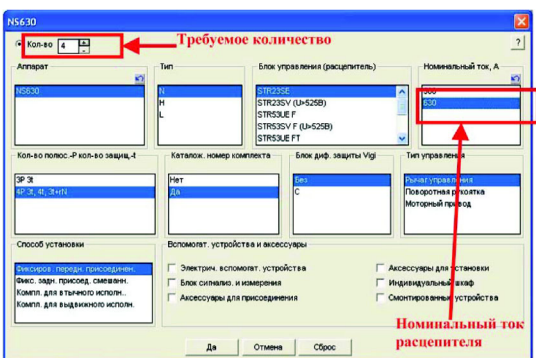 NS630
Кол-во 4
Требуемое количество
?
Аппарат
Тип
Блок управления (расцепитель)
Номинальный ток, А
NS630
N
H
L
STR23SE
STR23SV (U>525B)
STR53UE F
STR53SV F (U>525B)
STR53UE FT
630
Кол-во полюс.-Р кол-во защищ.-t
Каталож. номер комплекта
Блок диф. защиты Vigi
Тип управления
3P 3t
4P 3t, 4t, 3t+rN
Нет
Да
Без
С
Рычаг управления
Поворотная рукоятка
Моторный привод
Способ установки
Вспомогат. устройства и аксессуары
Фиксиров. передн. присоединен.
Фикс. задн. присоед. смешанн.
Компл. для втычного исполн..
Компл. для выдвижного исполн.
Электрич. вспомогат. устройства
Блок сигнализ. и измерения
Аксессуары для присоединения
Аксессуары для установки
Индивидуальный шкаф
Смонтированные устройства
Номинальный ток
расцепителя
Да
Отмена
Сброс